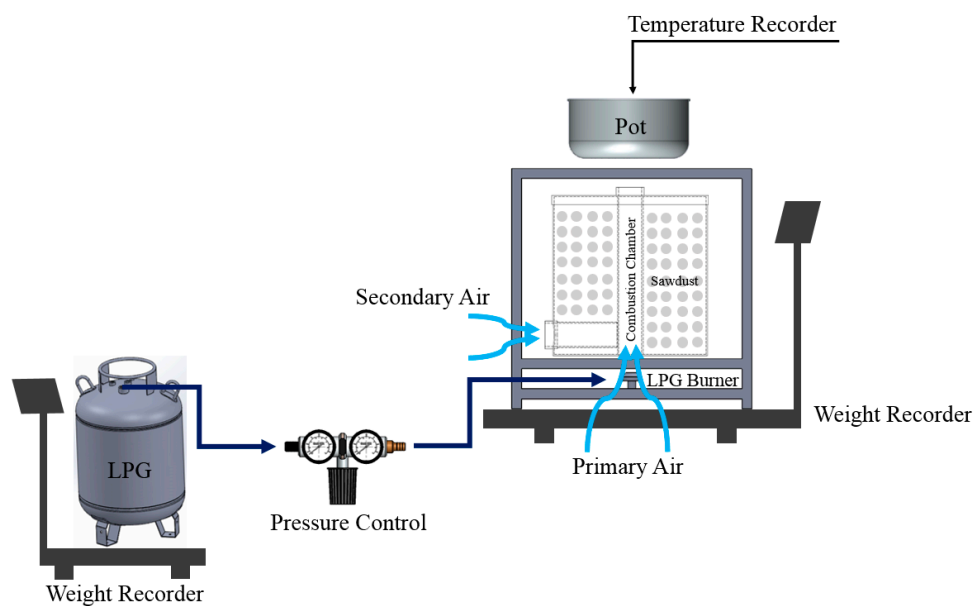 Temperature Recorder
Pot
Combustion Chamber
Sawdust
Secondary Air
LPG Burner
Weight Recorder
LPG
Primary Air
Pressure Control
Weight Recorder